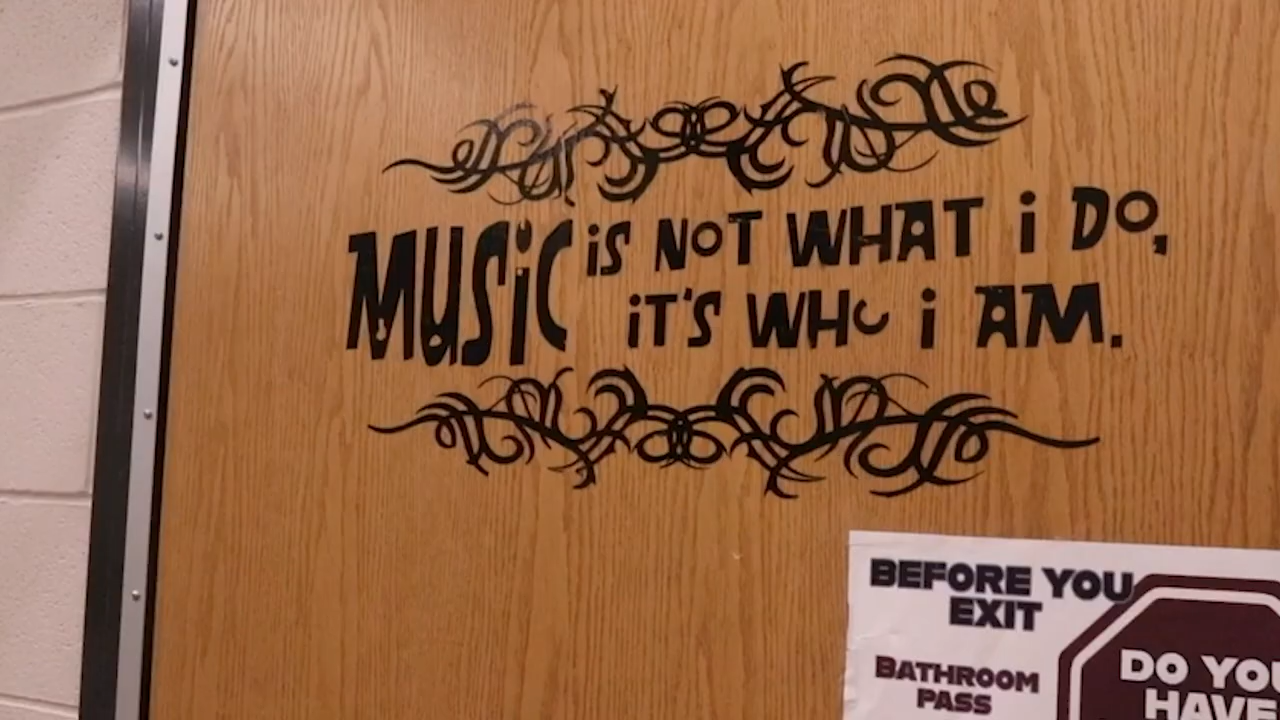 MUSiC iS NOT WHAT i DO,
iT'S WHO i AM.
BEFORE YOU
EXIT
BATHROOM
PASS
DO YOU
HAVE